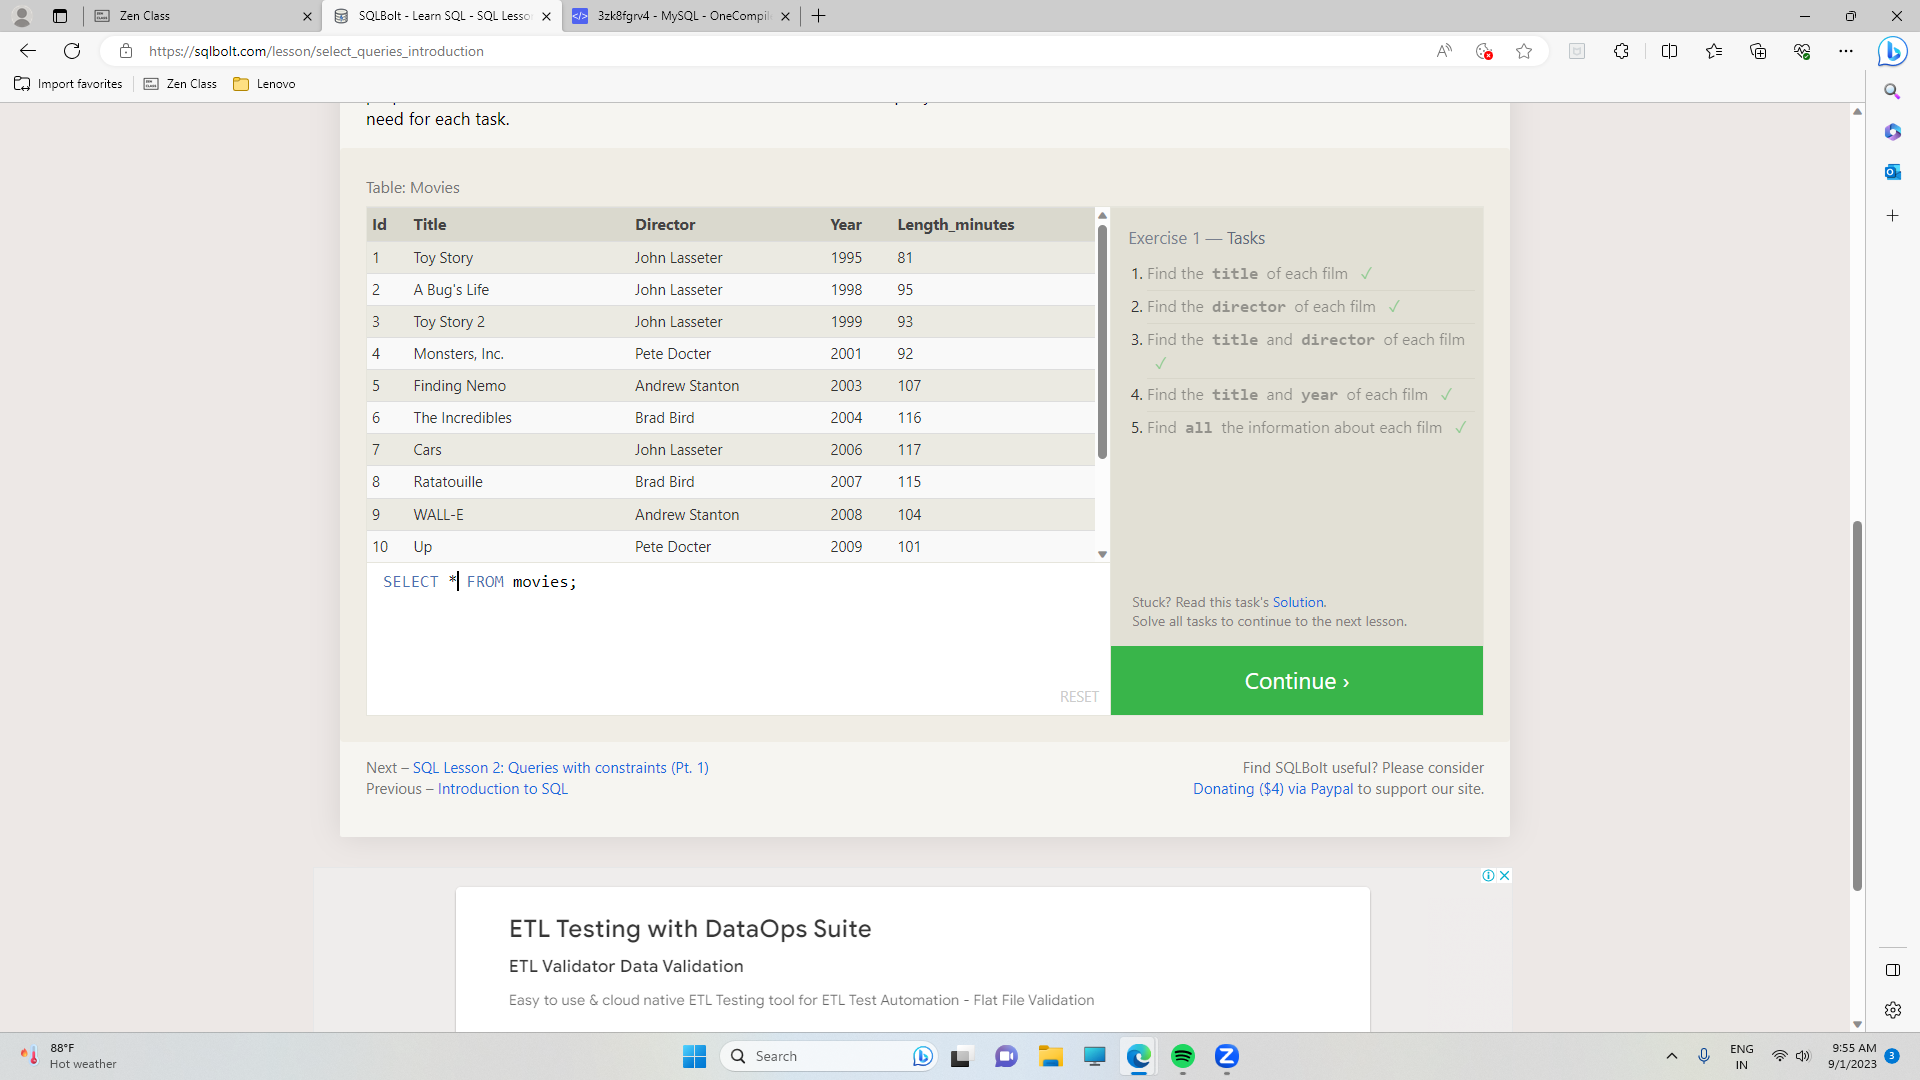 Zen Class
SQLBolt - Learn SQL - SQL Lesso
3zk8fgrv4 - MySQL - OneCompil
https://sqlbolt.com/lesson/select_queries_introduction
Import favorites
Zen Class
Lenovo
need for each task.
Table: Movies
Id Title Director Year Length_minutes
1 Toy Story John Lasseter 1995 81
2 A Bug's Life John Lasseter 1998 95
3 Toy Story 2 John Lasseter 1999 93
4 Monsters, Inc. Pete Docter 2001 92
5 Finding Nemo Andrew Stanton 2003 107
6 The Incredibles Brad Bird 2004 116
7 Cars John Lasseter 2006 117
8 Ratatouille Brad Bird 2007 115
9 WALL-E Andrew Stanton 2008 104
10 Up Pete Docter 2009 101
SELECT * FROM movies;
RESET
Exercise 1 — Tasks
1. Find the title of each film ✓
2. Find the director of each film ✓
3. Find the title and director of each film
✓
4. Find the title and year of each film ✓
5. Find all the information about each film ✓
Stuck? Read this task's Solution.
Solve all tasks to continue to the next lesson.
Continue ›
Next – SQL Lesson 2: Queries with constraints (Pt. 1)
Previous – Introduction to SQL
Find SQLBolt useful? Please consider
Donating ($4) via Paypal to support our site.
ETL Testing with DataOps Suite
ETL Validator Data Validation
Easy to use & cloud native ETL Testing tool for ETL Test Automation - Flat File Validation
88°F
Hot weather
Search
ENG
IN
9:55 AM
9/1/2023
3